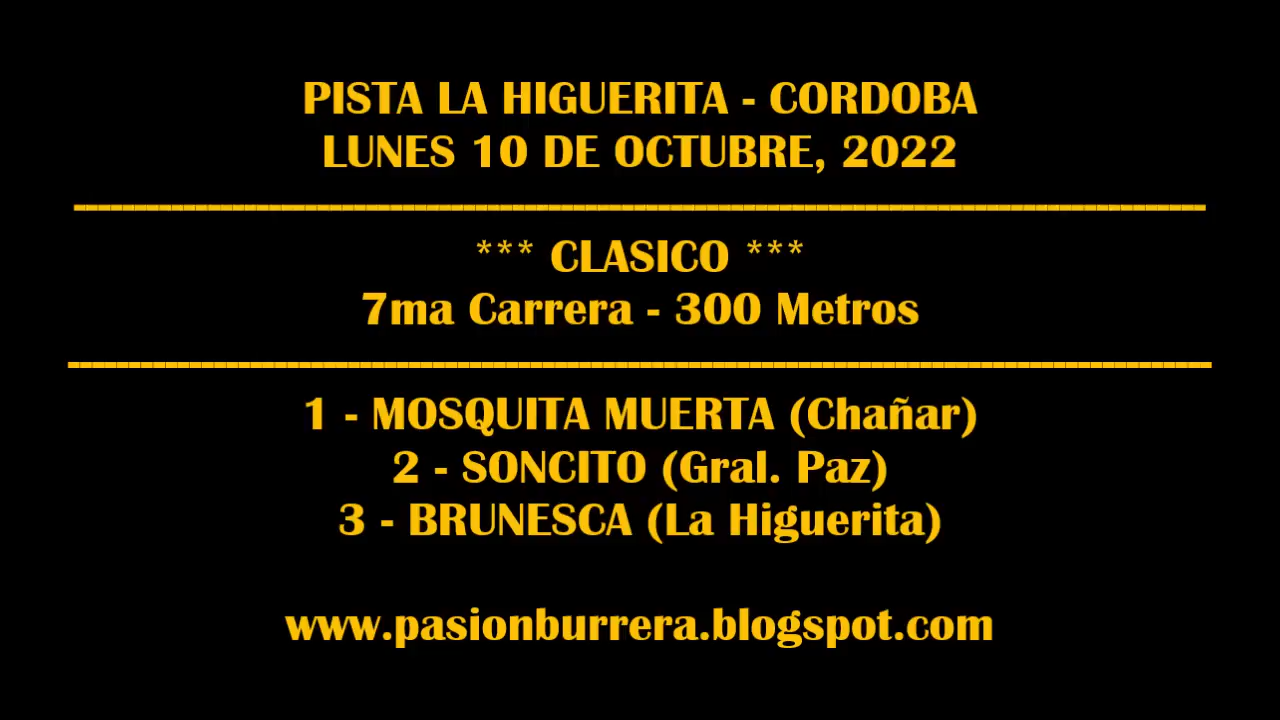 PISTA LA HIGUERITA - CORDOBA
LUNES 10 DE OCTUBRE, 2022
*** CLASICO ***
7ma Carrera - 300 Metros
1 - MOSQUITA MUERTA (Chañar)
2 - SONCITO (Gral. Paz)
3 - BRUNESCA (La Higuerita)
www.pasionburrera.blogspot.com